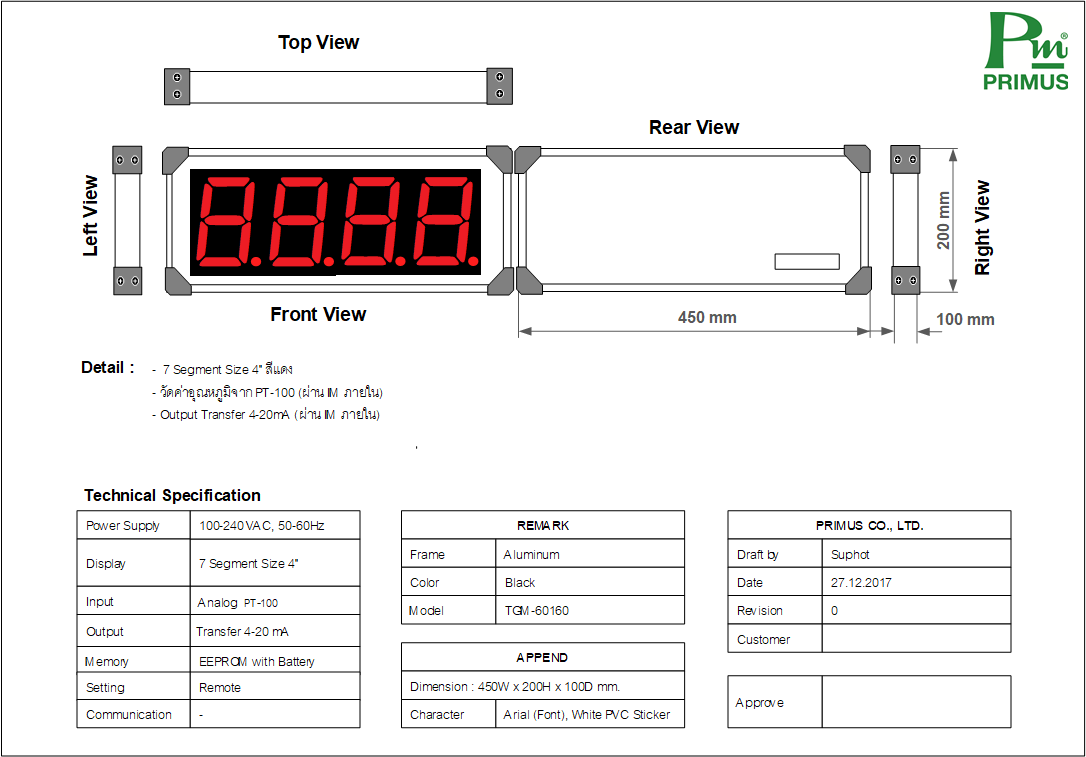 Top View
Pm®
PRIMUS
Rear View
Left View
8.8.8.8.
200 mm
Right View
Front View
450 mm
100 mm
Detail :
- 7 Segment Size 4" สีแดง
- วัดค่าอุณหภูมิจาก PT-100 (ผ่าน IM ภายใน)
- Output Transfer 4-20mA (ผ่าน IM ภายใน)
Technical Specification
Power Supply 100-240VAC, 50-60Hz
Display 7 Segment Size 4"
Input Analog PT-100
Output Transfer 4-20 mA
Memory EEPROM with Battery
Setting Remote
Communication -
REMARK
Frame Aluminum
Color Black
Model TGM-60160
APPEND
Dimension : 450W x 200H x 100D mm.
Character Arial (Font), White PVC Sticker
PRIMUS CO., LTD.
Draft by Suphot
Date 27.12.2017
Revision 0
Customer
Approve